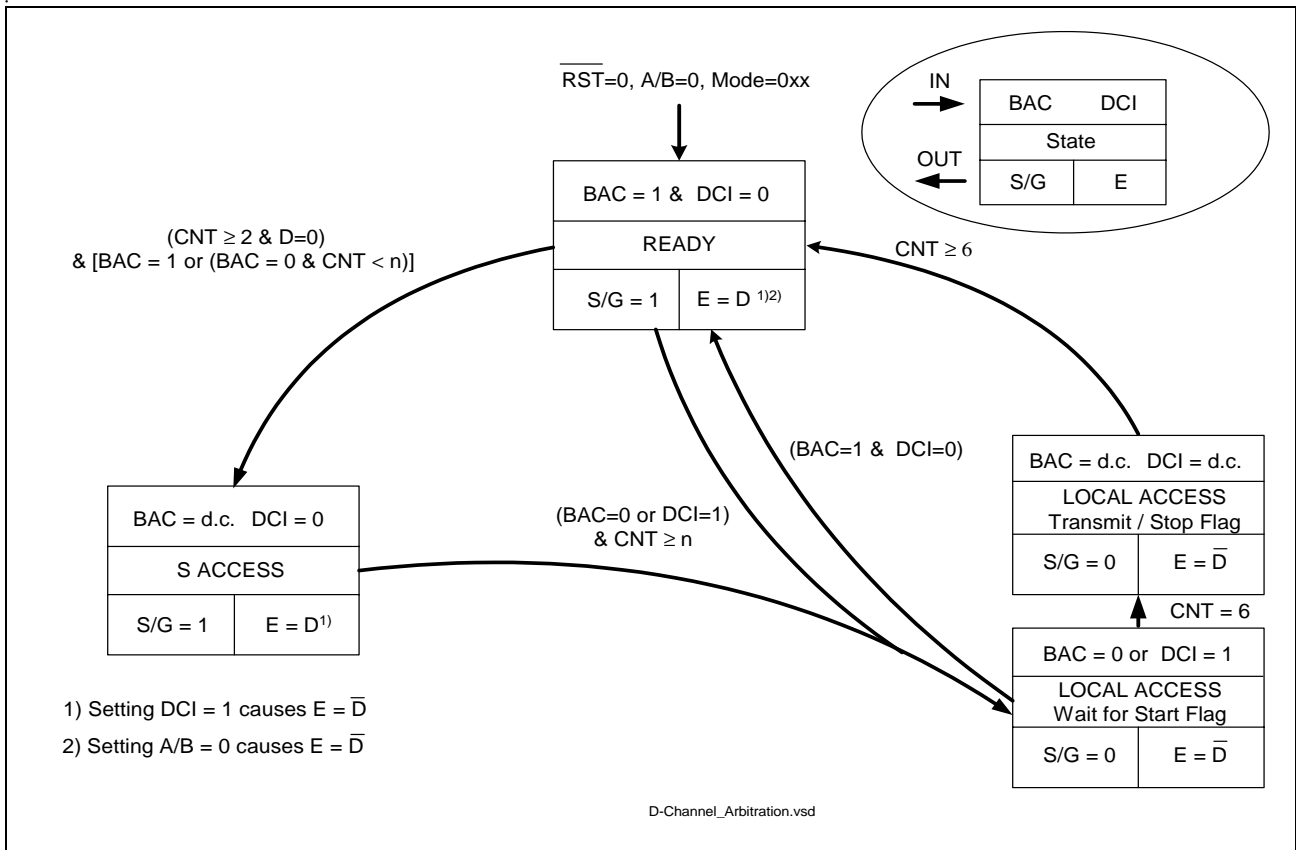 R̅S̅T̅=0, A/B=0, Mode=0xx
IN
BAC DCI
State
OUT
S/G E
BAC = 1 & DCI = 0
READY
S/G = 1 E = D 1)2)
(CNT ≥ 2 & D=0)
& [BAC = 1 or (BAC = 0 & CNT < n)]
CNT ≥ 6
(BAC=1 & DCI=0)
(BAC=0 or DCI=1)
& CNT ≥ n
BAC = d.c. DCI = 0
S ACCESS
S/G = 1 E = D1)
BAC = d.c. DCI = d.c.
LOCAL ACCESS
Transmit / Stop Flag
S/G = 0 E = D̅
CNT = 6
BAC = 0 or DCI = 1
LOCAL ACCESS
Wait for Start Flag
S/G = 0 E = D̅
1) Setting DCI = 1 causes E = D̅
2) Setting A/B = 0 causes E = D̅
D-Channel_Arbitration.vsd